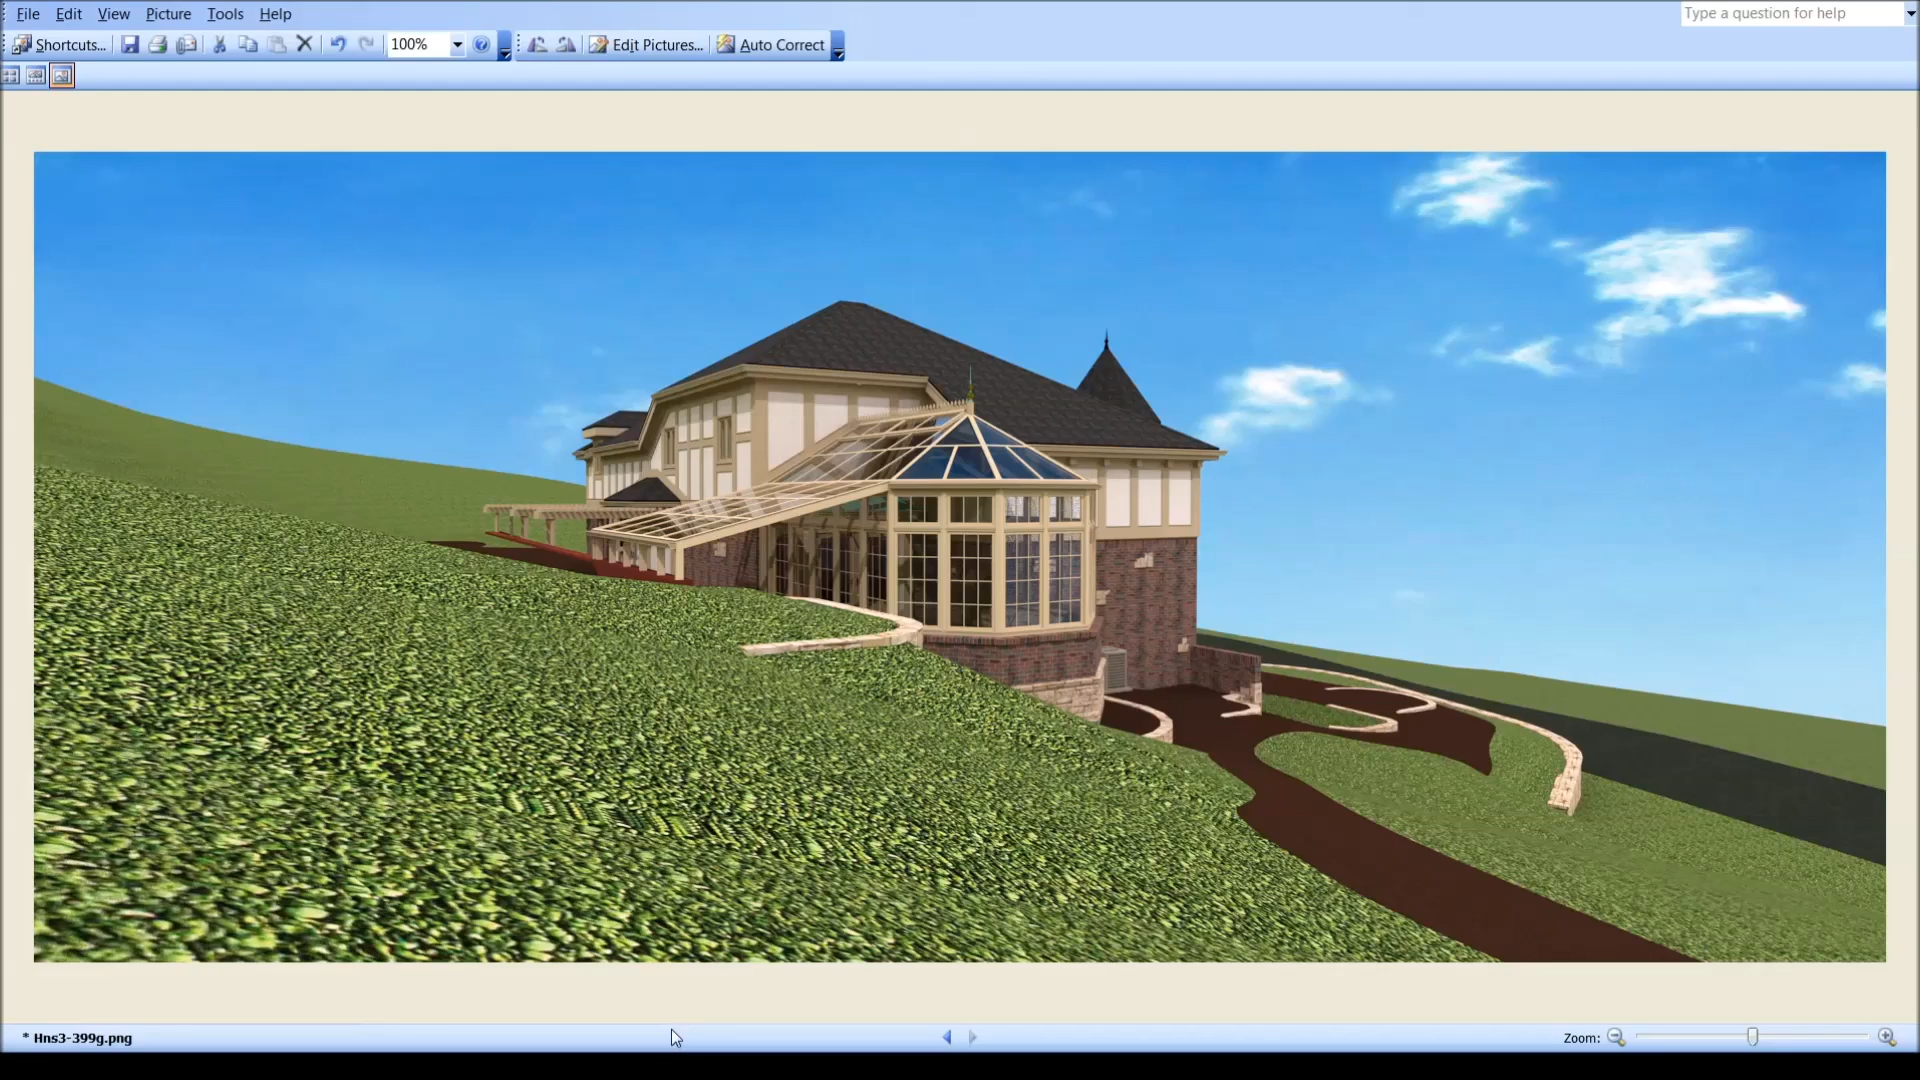 File Edit View Picture Tools Help
Type a question for help
Shortcuts... 100% Edit Pictures... Auto Correct
* Hns3-399g.png
Zoom: